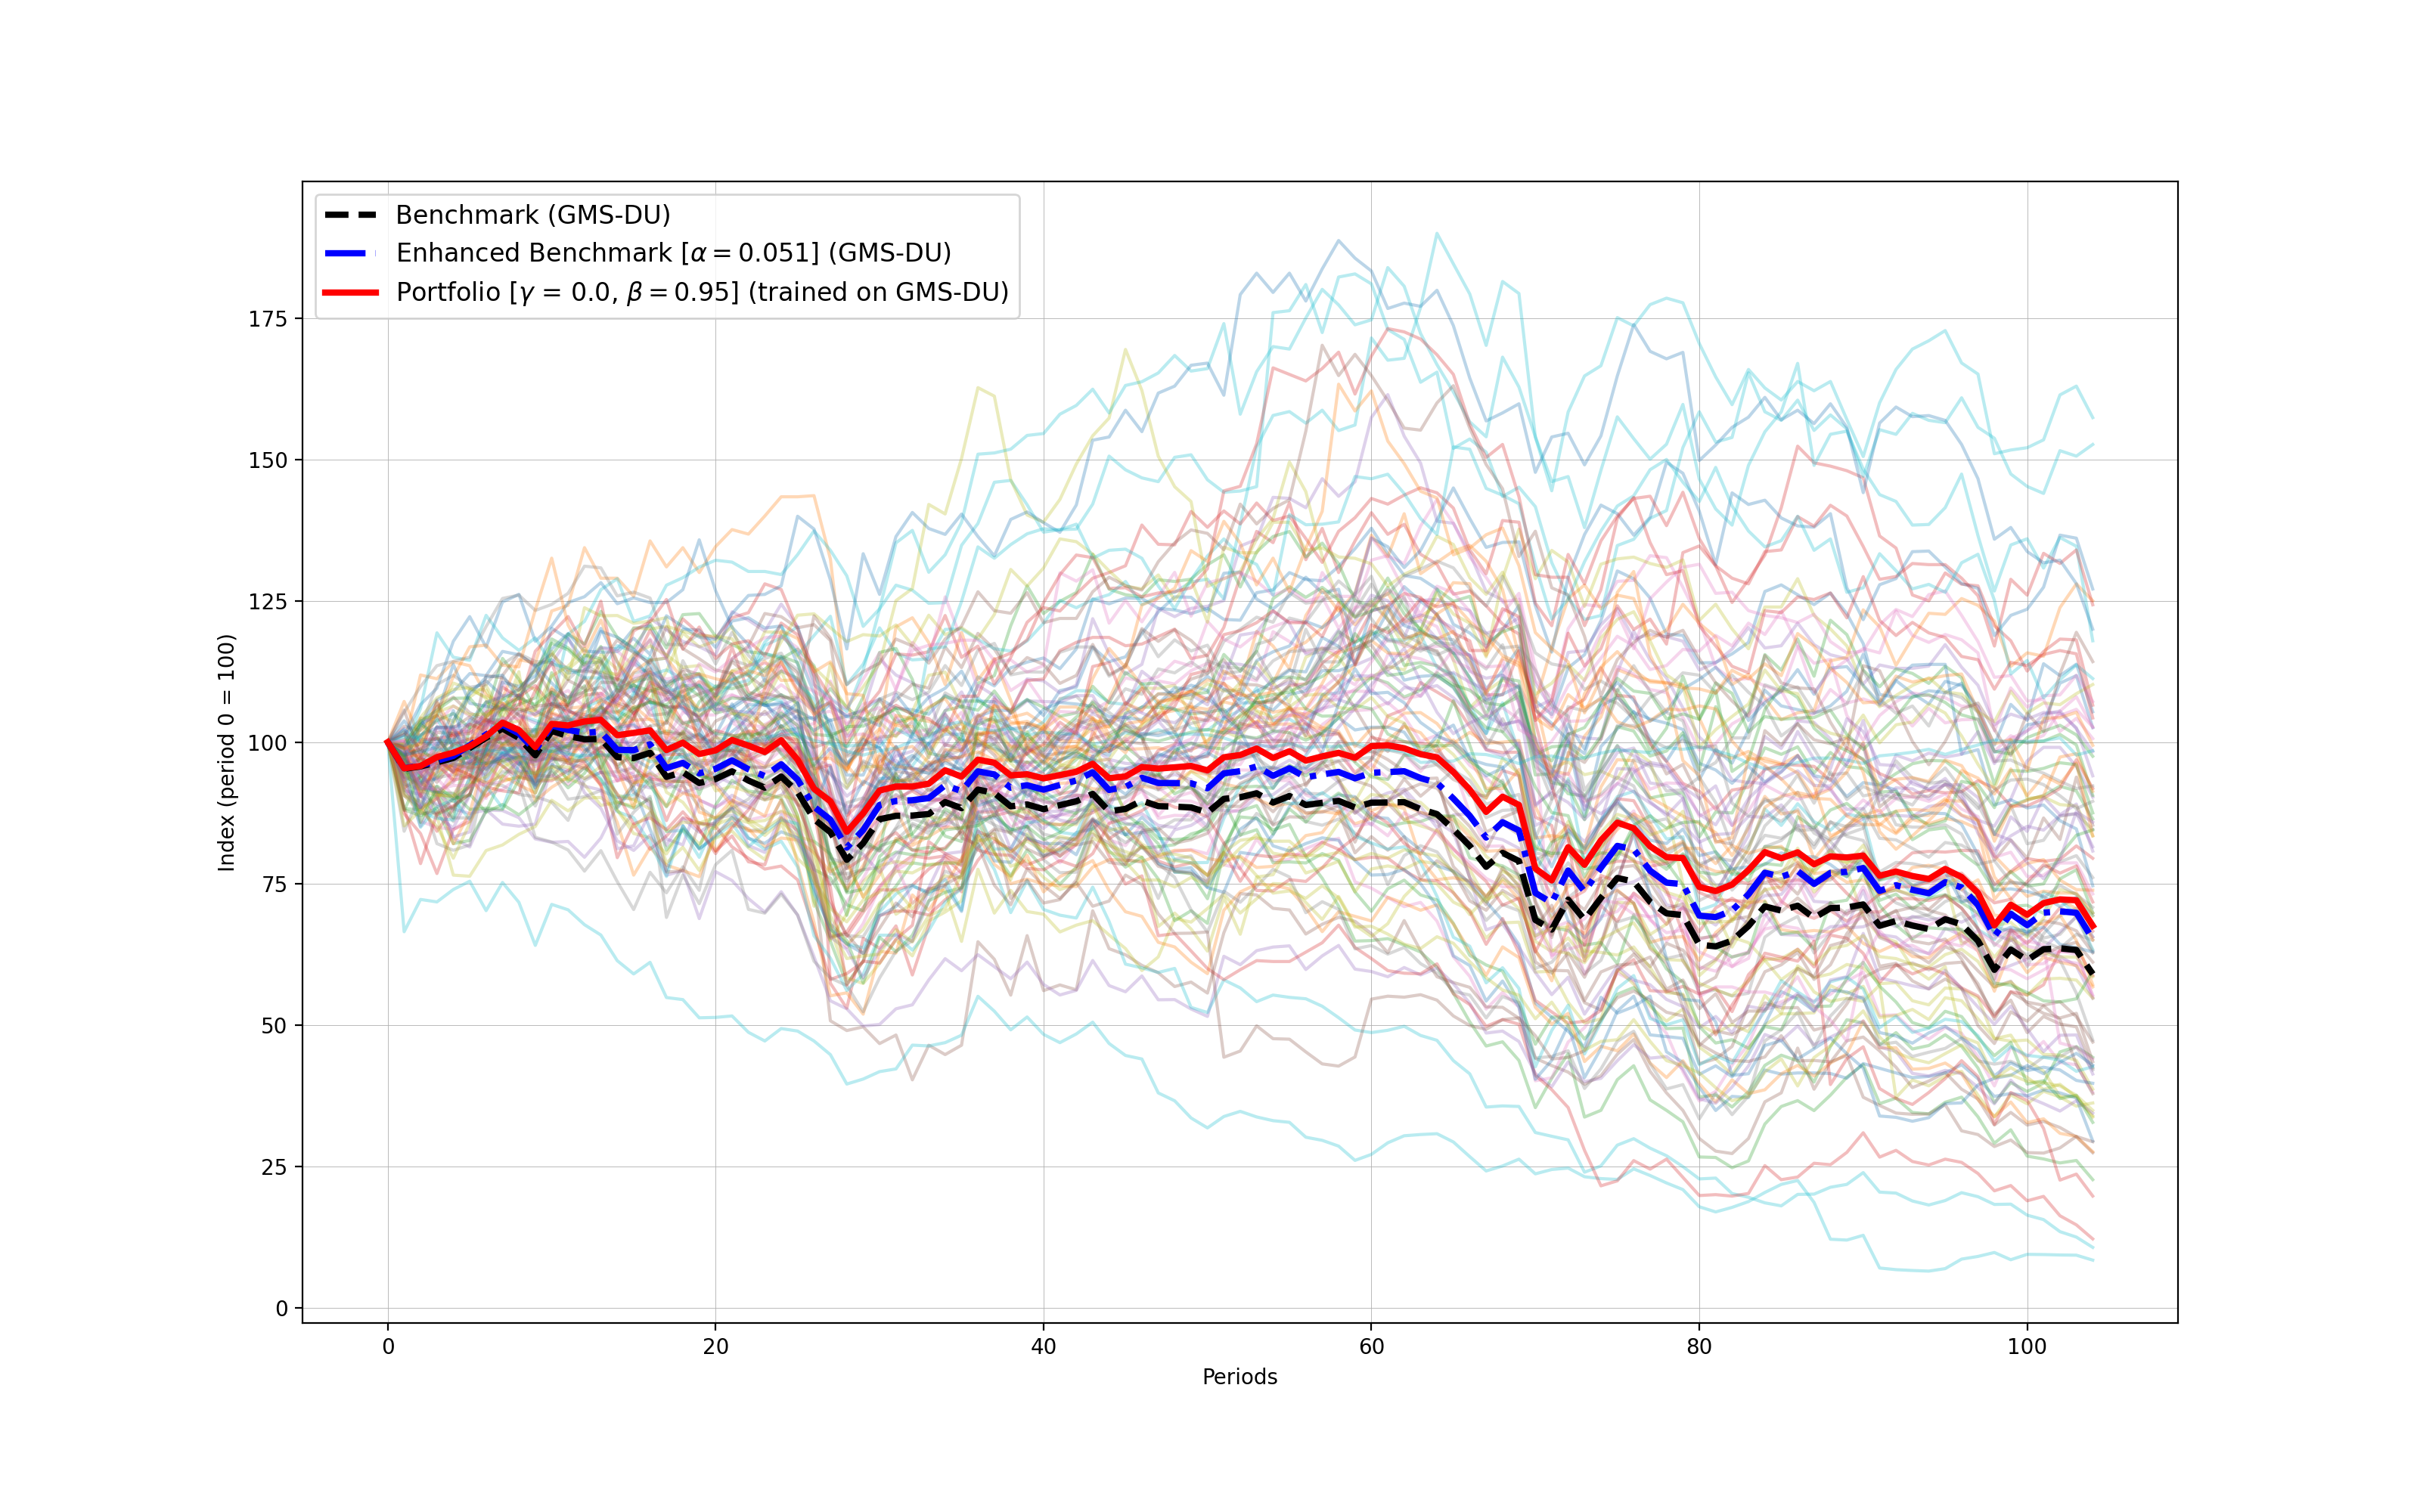 Benchmark (GMS-DU)
Enhanced Benchmark [α = 0.051] (GMS-DU)
Portfolio [γ = 0.0, β = 0.95] (trained on GMS-DU)
175
150
125
100
75
50
25
0
Index (period 0 = 100)
0 20 40 60 80 100
Periods